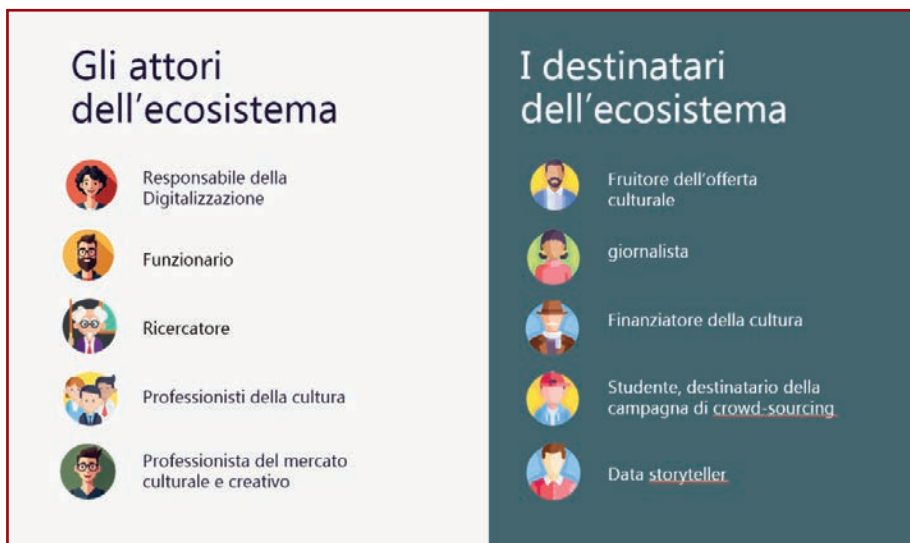 Gli attori
dell'ecosistema
Responsabile della
Digitalizzazione
Funzionario
Ricercatore
Professionisti della cultura
Professionista del mercato
culturale e creativo
I destinatari
dell'ecosistema
Fruitore dell'offerta
culturale
giornalista
Finanziatore della cultura
Studente, destinatario della
campagna di crowd-sourcing
Data storyteller